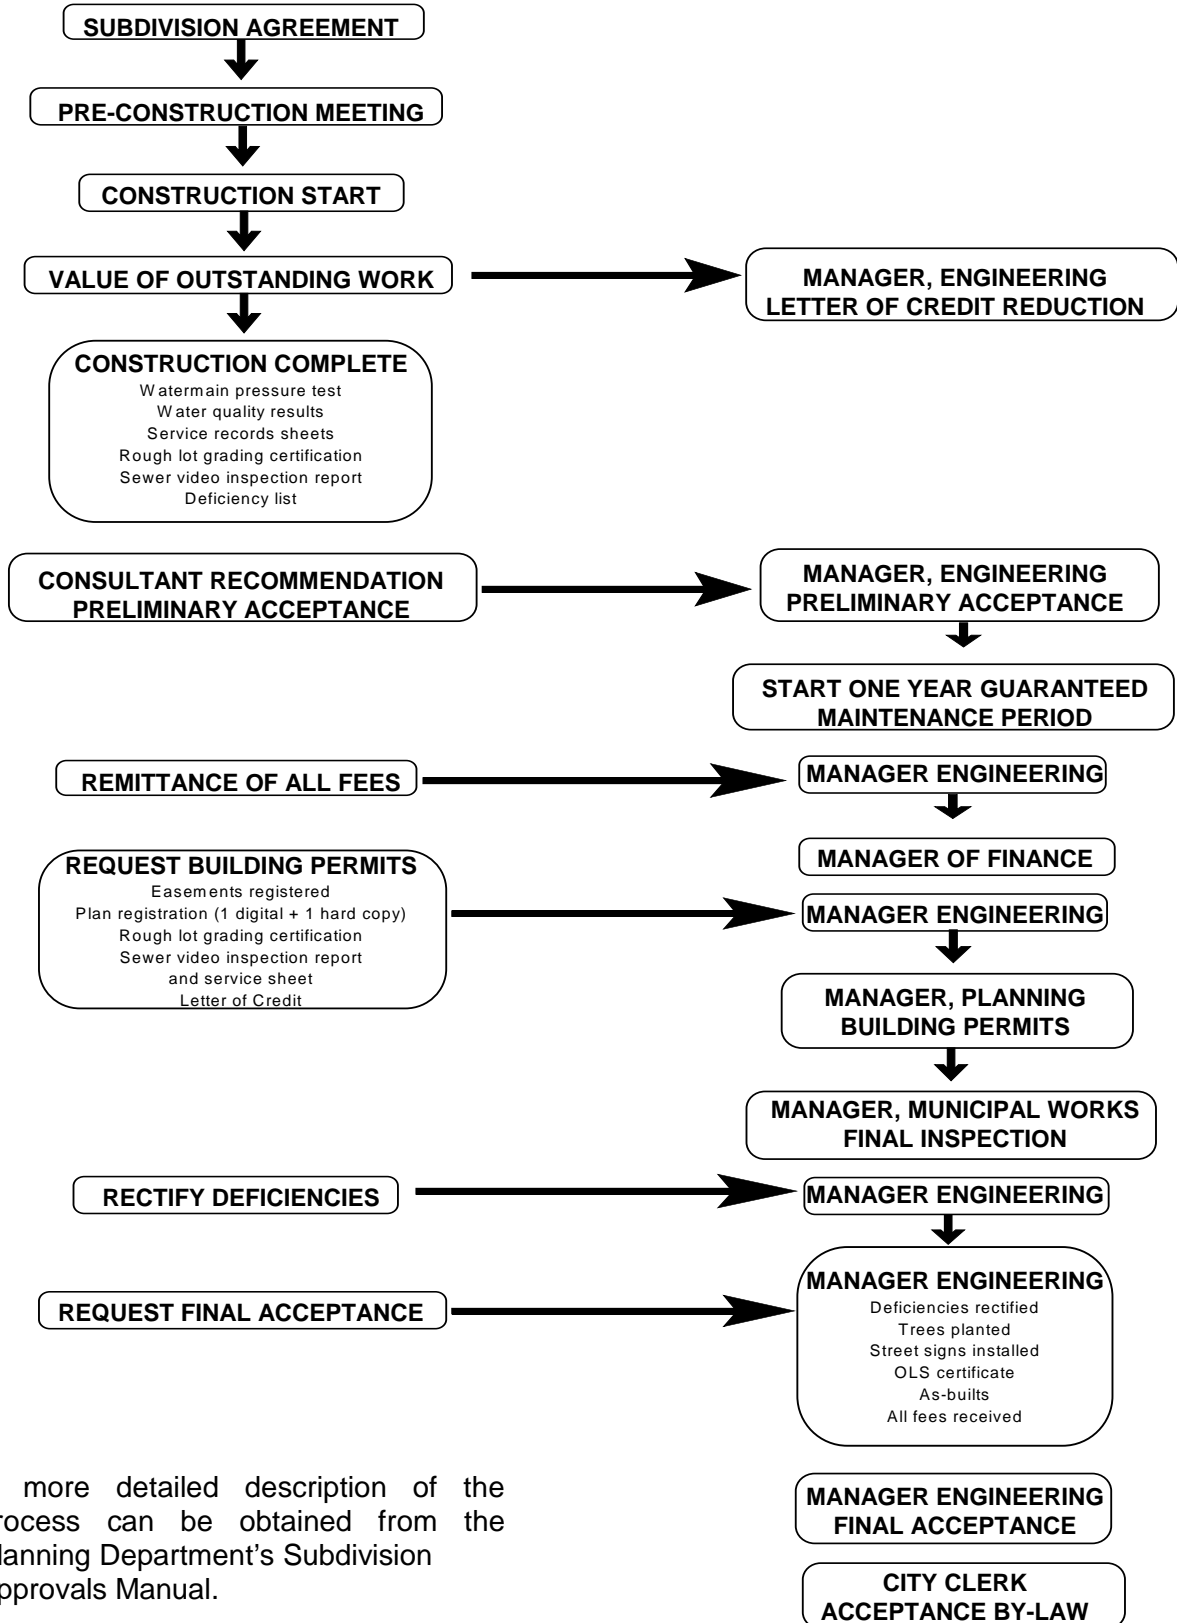 SUBDIVISION AGREEMENT
PRE-CONSTRUCTION MEETING
CONSTRUCTION START
VALUE OF OUTSTANDING WORK
MANAGER, ENGINEERING
LETTER OF CREDIT REDUCTION
CONSTRUCTION COMPLETE
Watermain pressure test
Water quality results
Service records sheets
Rough lot grading certification
Sewer video inspection report
Deficiency list
CONSULTANT RECOMMENDATION
PRELIMINARY ACCEPTANCE
MANAGER, ENGINEERING
PRELIMINARY ACCEPTANCE
START ONE YEAR GUARANTEED
MAINTENANCE PERIOD
REMITTANCE OF ALL FEES
MANAGER ENGINEERING
MANAGER OF FINANCE
REQUEST BUILDING PERMITS
Easements registered
Plan registration (1 digital + 1 hard copy)
Rough lot grading certification
Sewer video inspection report
and service sheet
Letter of Credit
MANAGER ENGINEERING
MANAGER, PLANNING
BUILDING PERMITS
MANAGER, MUNICIPAL WORKS
FINAL INSPECTION
RECTIFY DEFICIENCIES
MANAGER ENGINEERING
REQUEST FINAL ACCEPTANCE
MANAGER ENGINEERING
Deficiencies rectified
Trees planted
Street signs installed
OLS certificate
As-builts
All fees received
more detailed description of the
rocess can be obtained from the
lanning Department's Subdivision
pprovals Manual.
MANAGER ENGINEERING
FINAL ACCEPTANCE
CITY CLERK
ACCEPTANCE BY-LAW